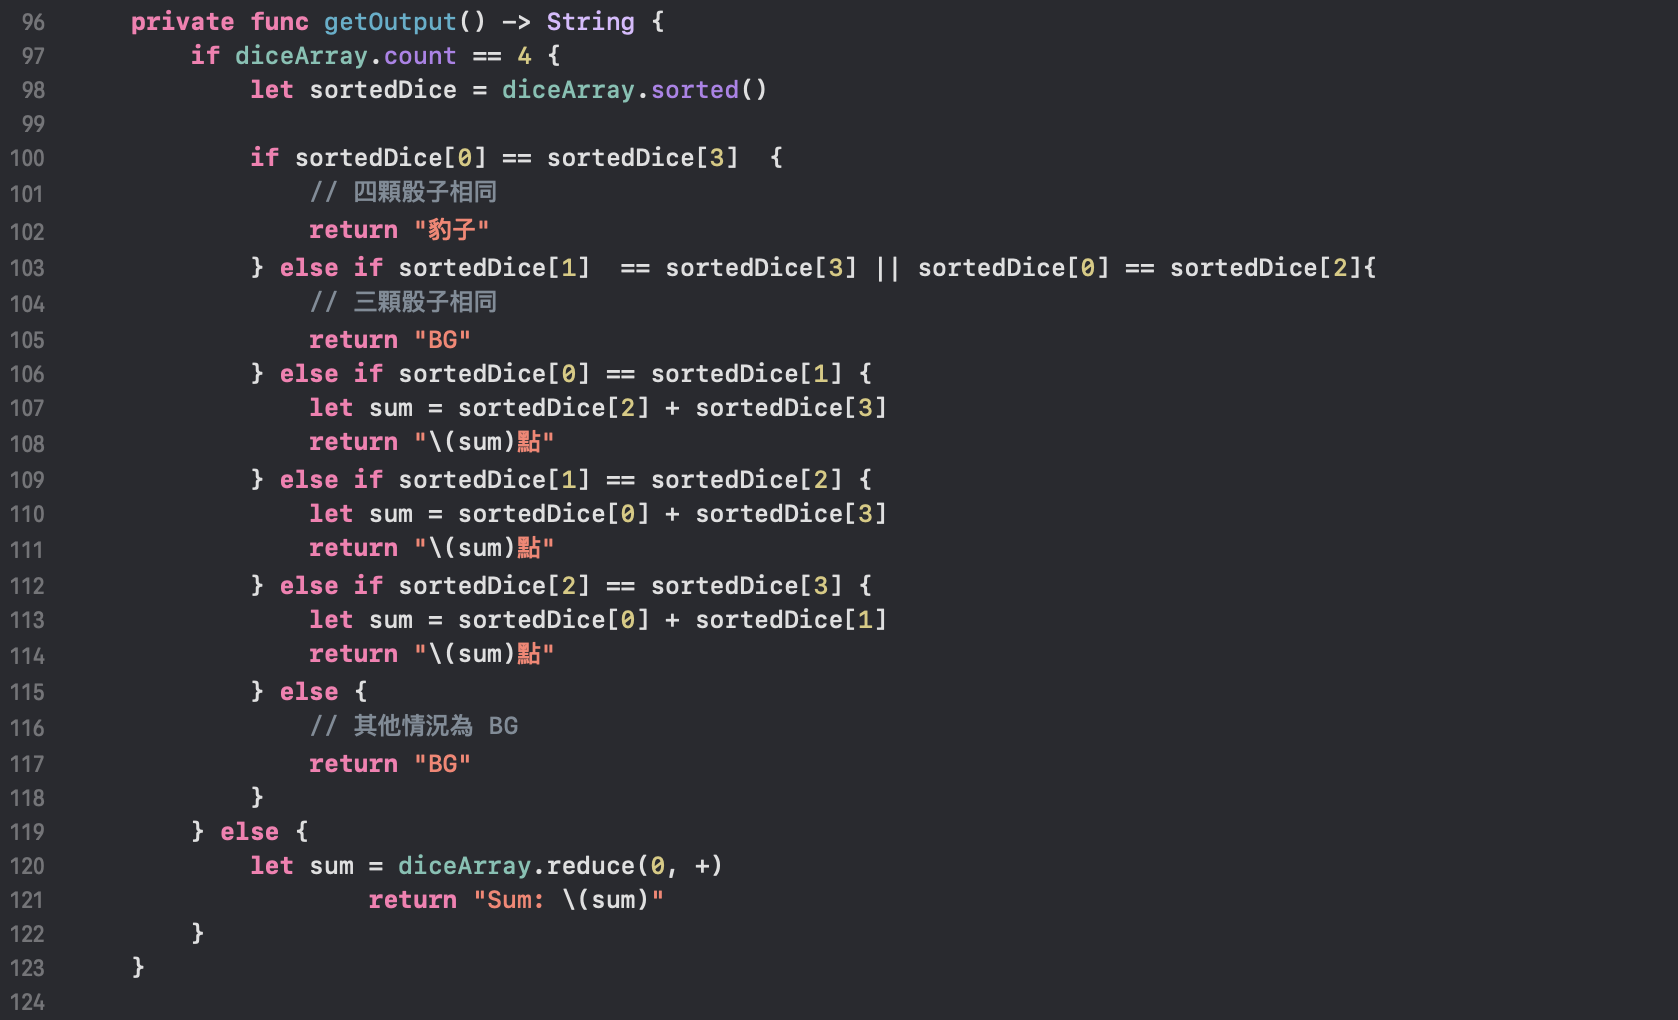 96 private func getOutput() -> String {
97 if diceArray.count == 4 {
98 let sortedDice = diceArray.sorted()
99
100 if sortedDice[0] == sortedDice[3]  {
101 // 四顆骰子相同
102 return "豹子"
103 } else if sortedDice[1]  == sortedDice[3] || sortedDice[0] == sortedDice[2]{
104 // 三顆骰子相同
105 return "BG"
106 } else if sortedDice[0] == sortedDice[1] {
107 let sum = sortedDice[2] + sortedDice[3]
108 return "\(sum)點"
109 } else if sortedDice[1] == sortedDice[2] {
110 let sum = sortedDice[0] + sortedDice[3]
111 return "\(sum)點"
112 } else if sortedDice[2] == sortedDice[3] {
113 let sum = sortedDice[0] + sortedDice[1]
114 return "\(sum)點"
115 } else {
116 // 其他情況為 BG
117 return "BG"
118 }
119 } else {
120 let sum = diceArray.reduce(0, +)
121 return "Sum: \(sum)"
122 }
123 }
124